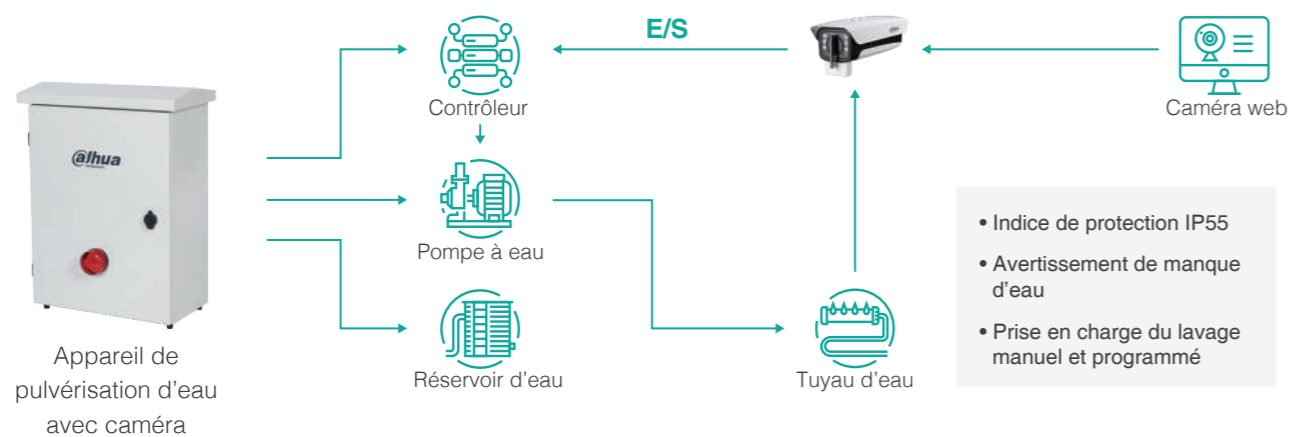 E/S
Contrôleur
Caméra web
alhua
Pompe à eau
• Indice de protection IP55
• Avertissement de manque
d'eau
• Prise en charge du lavage
manuel et programmé
Appareil de
pulvérisation d'eau
avec caméra
Réservoir d'eau
Tuyau d'eau